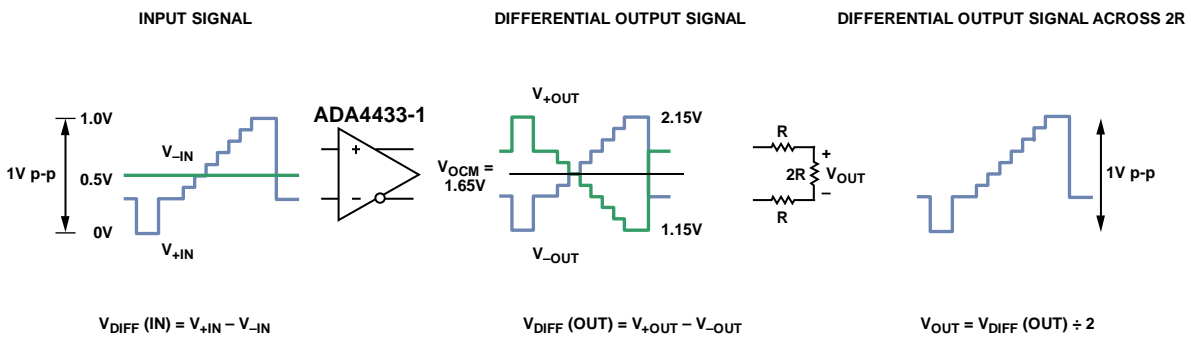 INPUT SIGNAL
DIFFERENTIAL OUTPUT SIGNAL
DIFFERENTIAL OUTPUT SIGNAL ACROSS 2R
1V p-p
1.0V
0.5V
0V
V–IN
V+IN
ADA4433-1
+
–
V+OUT
VOCM =
1.65V
V–OUT
2.15V
1.15V
R
2R
R
+
VOUT
–
1V p-p
VDIFF (IN) = V+IN – V–IN
VDIFF (OUT) = V+OUT – V–OUT
VOUT = VDIFF (OUT) ÷ 2